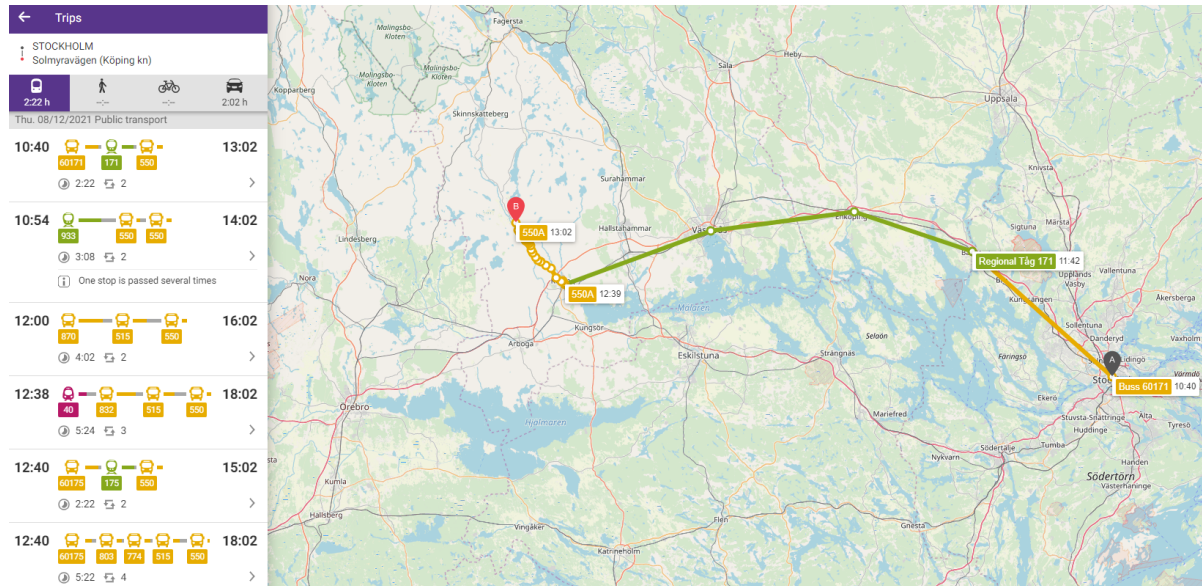 Trips
STOCKHOLM
Solmyravägen (Köping kn)
2:22 h
--:--
--:--
2:02 h
Thu. 08/12/2021 Public transport
10:40
60171
171
550
13:02
2:22
2
10:54
933
550
550
14:02
3:08
2
One stop is passed several times
12:00
870
515
550
16:02
4:02
2
12:38
40
832
515
550
18:02
5:24
3
12:40
60175
175
550
15:02
2:22
2
12:40
60175
803
774
515
550
18:02
5:22
4
Fagersta
Malingsbo-
Kloten
Malingsbo-
Kloten
Malingsbo-
Kloten
Kopparberg
Skinnskatteberg
Sala
Heby
Uppsala
Knivsta
Surahammar
B
550A 13:02
Hallstahammar
Lindesberg
Enköping
Märsta
Sigtuna
Regional Tåg 171 11:42
Upplands
Väsby
Vallentuna
Nora
550A 12:39
Mälaren
Kungsängen
Åkersberga
Sollentuna
Danderyd
Vaxholm
Kungsör
Arboga
Selaön
Eskilstuna
Strängnäs
Färingsö
Lidingö
A
Värmdö
Buss 60171 10:40
Ekerö
Örebro
Mariefred
Stuvsta-Snättringe
Älta
Tyresö
Huddinge
Hjälmaren
Södertälje
Tumba
Nykvarn
Handen
Södertörn
Västerhaninge
Kumla
Hallsberg
Vingåker
Flen
Gnesta
Katrineholm